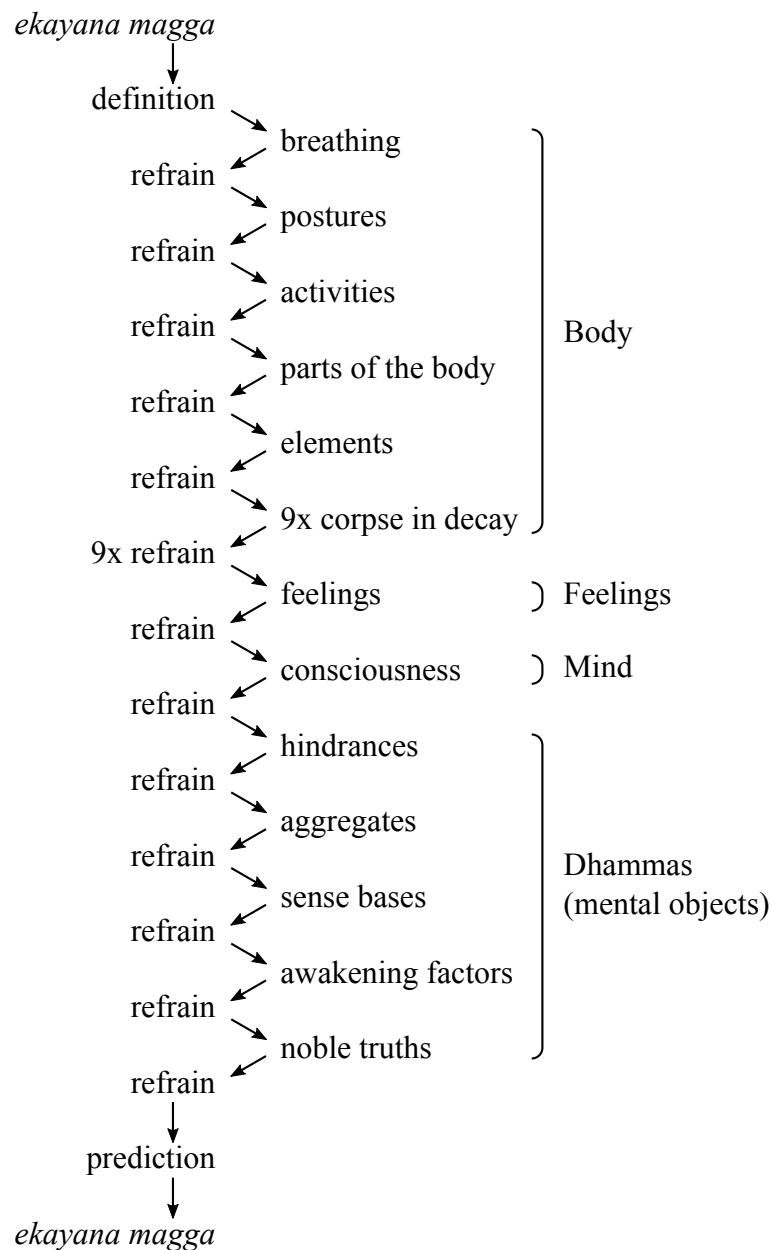 ekayana magga
definition
breathing
refrain
postures
refrain
activities
refrain
Body
parts of the body
refrain
elements
refrain
9x corpse in decay
9x refrain
feelings
Feelings
refrain
consciousness
Mind
refrain
hindrances
refrain
aggregates
refrain
Dhammas
(mental objects)
sense bases
refrain
awakening factors
refrain
noble truths
refrain
prediction
ekayana magga